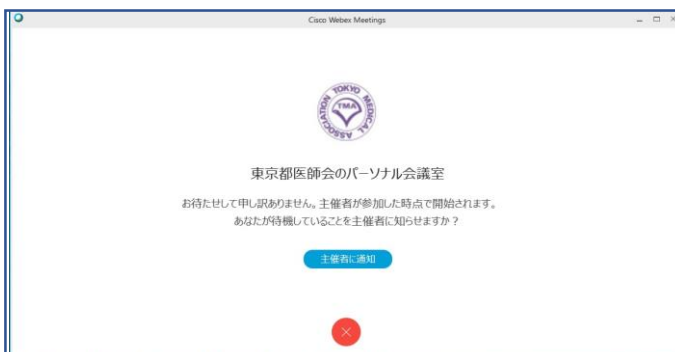 Cisco Webex Meetings
TOKYO MEDICAL ASSOCIATION
TMA
東京都医師会のパーソナル会議室
お待たせして申し訳ありません。主催者が参加した時点で開始されます。
あなたが待機していることを主催者に知らせますか？
主催者に通知